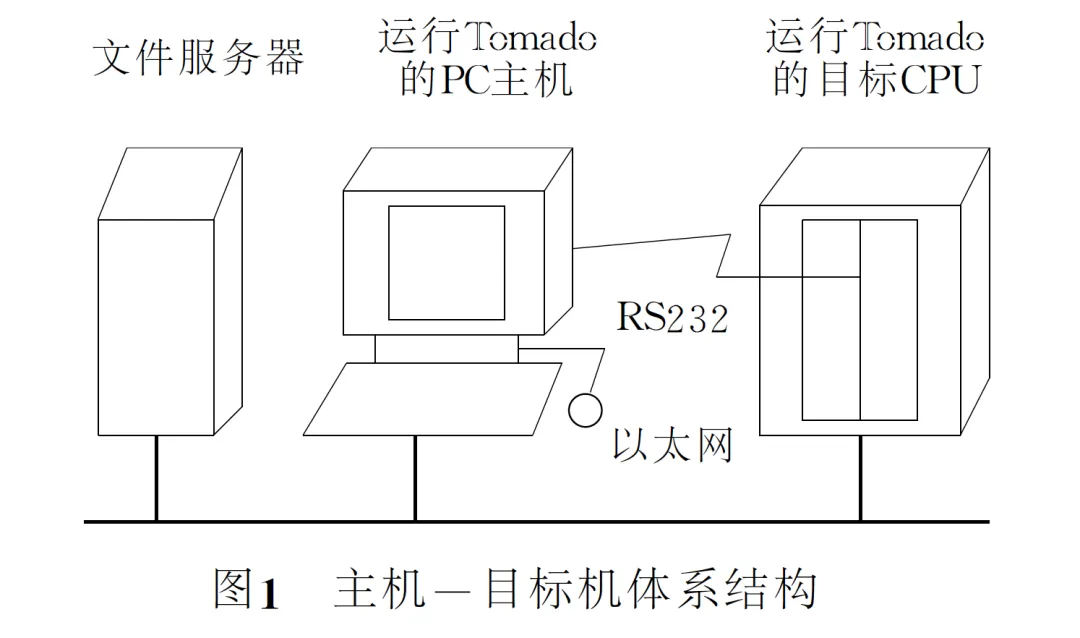 文件服务器
运行Tomado
的PC主机
运行Tomado
的目标CPU
RS232
以太网
图1 主机－目标机体系结构